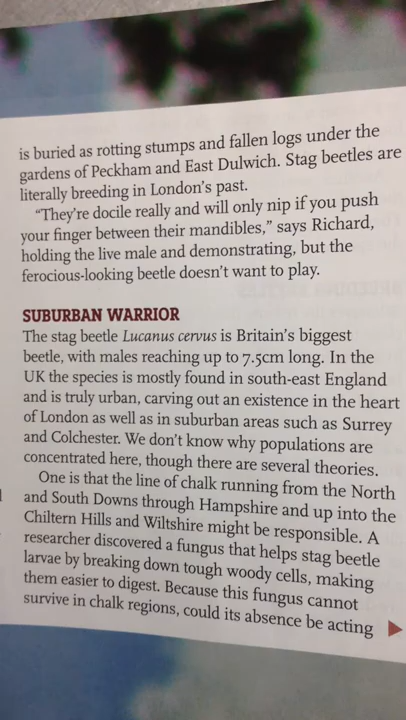 is buried as rotting stumps and fallen logs under the
gardens of Peckham and East Dulwich. Stag beetles are
literally breeding in London's past.
“They're docile really and will only nip if you push
your finger between their mandibles,” says Richard,
holding the live male and demonstrating, but the
ferocious-looking beetle doesn't want to play.
SUBURBAN WARRIOR
The stag beetle Lucanus cervus is Britain's biggest
beetle, with males reaching up to 7.5cm long. In the
UK the species is mostly found in south-east England
and is truly urban, carving out an existence in the heart
of London as well as in suburban areas such as Surrey
and Colchester. We don't know why populations are
concentrated here, though there are several theories.
One is that the line of chalk running from the North
and South Downs through Hampshire and up into the
Chiltern Hills and Wiltshire might be responsible. A
researcher discovered a fungus that helps stag beetle
larvae by breaking down tough woody cells, making
them easier to digest. Because this fungus cannot
survive in chalk regions, could its absence be acting